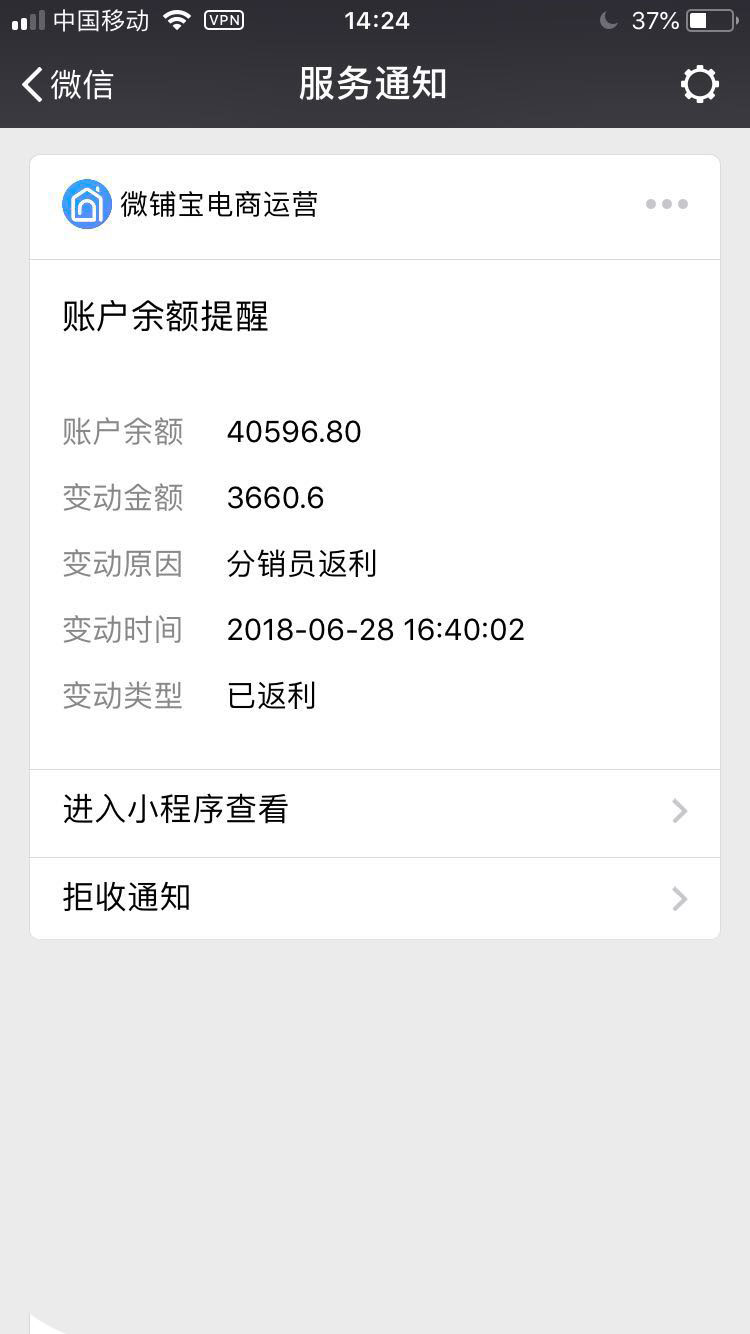 中国移动 VPN 14:24 37%
微信 服务通知
微铺宝电商运营
账户余额提醒
账户余额 40596.80
变动金额 3660.6
变动原因 分销员返利
变动时间 2018-06-28 16:40:02
变动类型 已返利
进入小程序查看
拒收通知